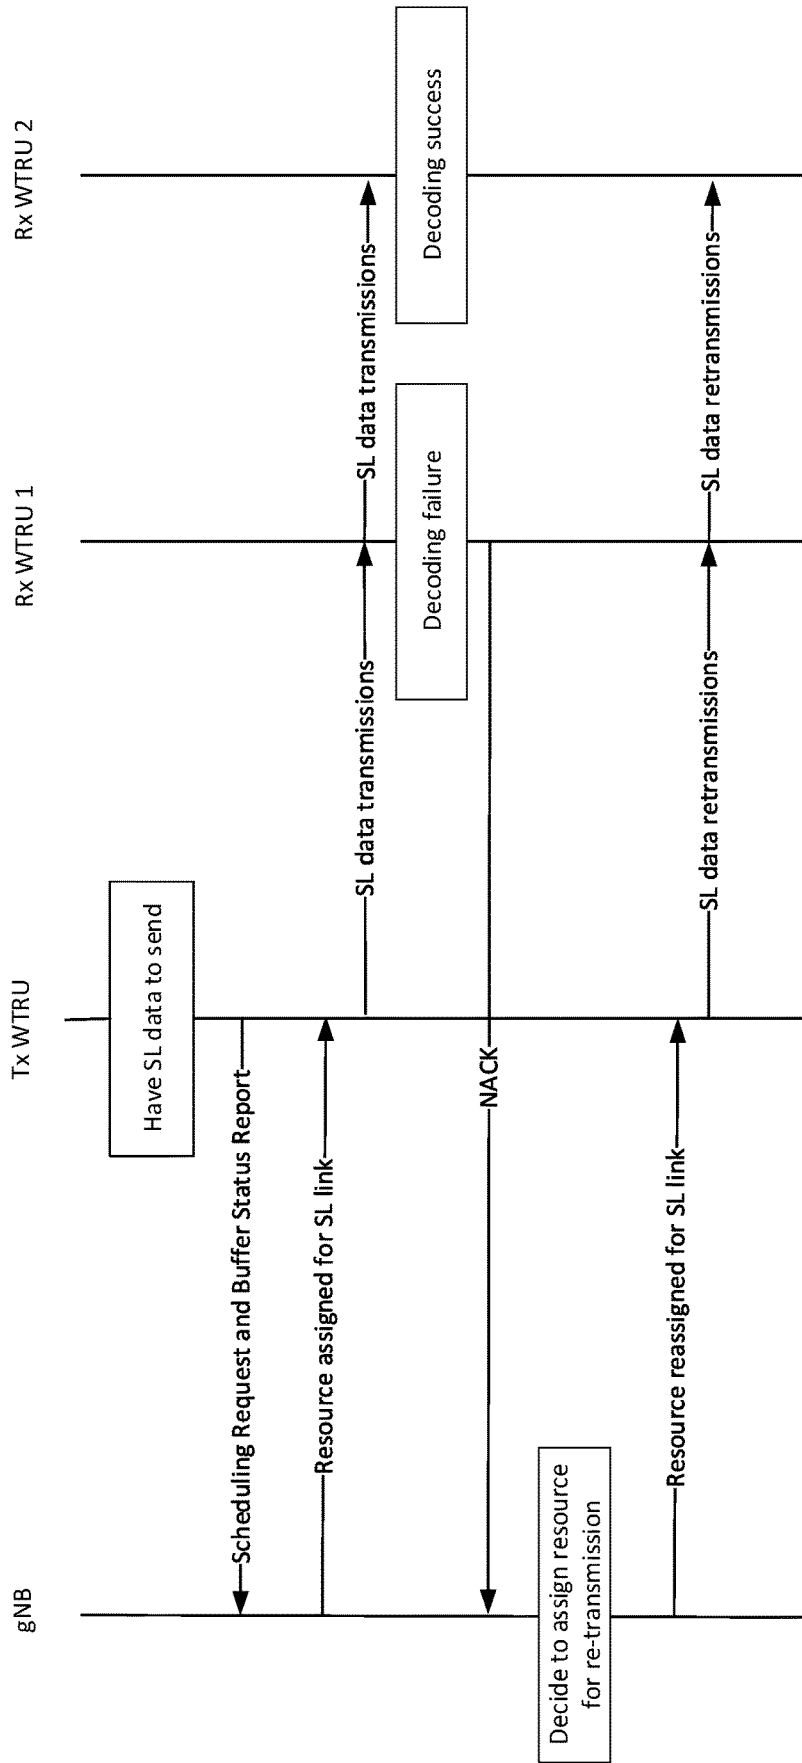 gNB
Tx WTRU
Rx WTRU 1
Rx WTRU 2
Have SL data to send
Scheduling Request and Buffer Status Report
Resource assigned for SL link
SL data transmissions
SL data transmissions
Decoding failure
Decoding success
NACK
Decide to assign resource
for re-transmission
Resource reassigned for SL link
SL data retransmissions
SL data retransmissions